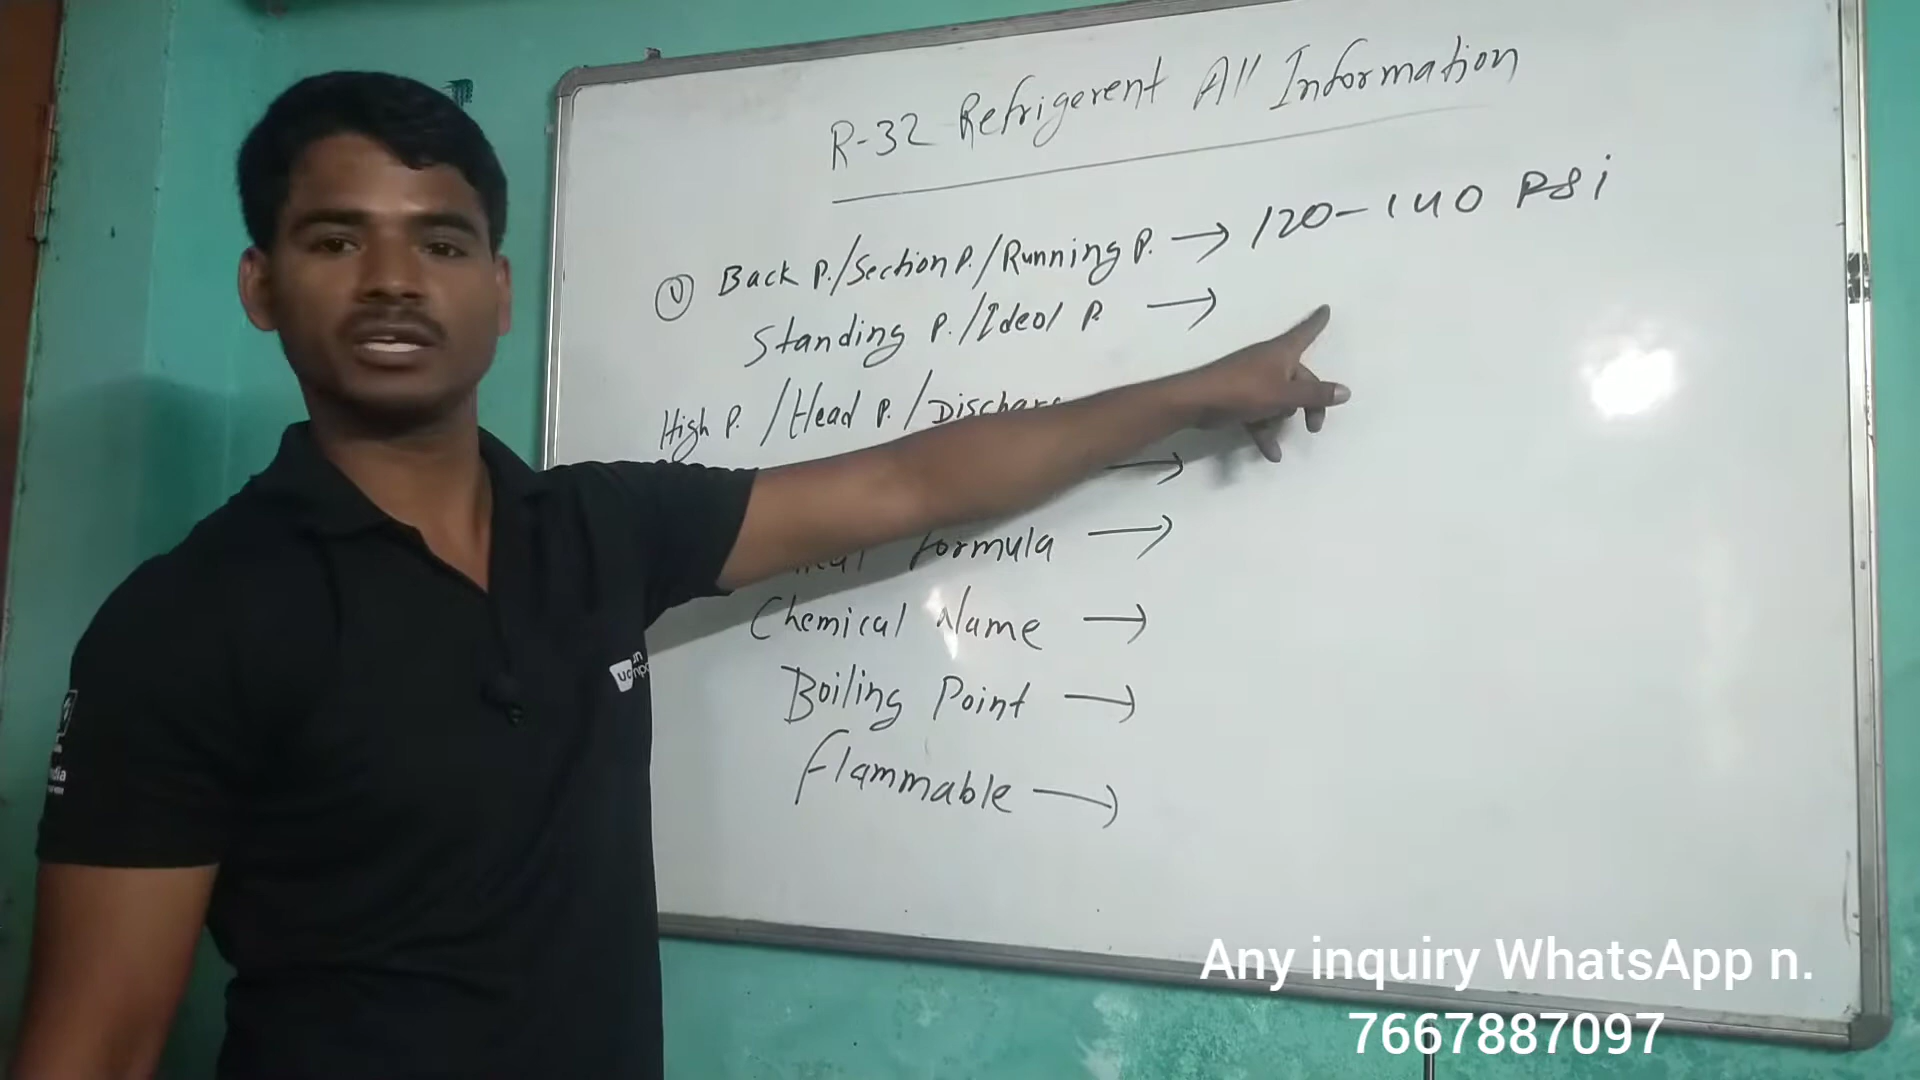 R-32 Refrigerent All Information
① Back P./Section P./Running P. → 120-140 PSi
Standing P./Ideol P. →
High P. /Head P. /Discharg
→
formula →
Chemical Name →
Boiling Point →
Flammable →
Any inquiry WhatsApp n.
7667887097